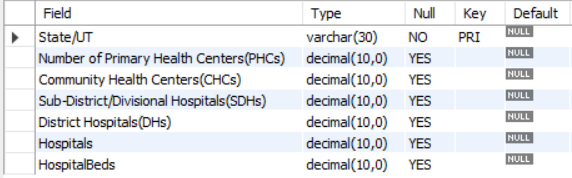 Field Type Null Key Default
State/UT varchar(30) NO PRI NULL
Number of Primary Health Centers(PHCs) decimal(10,0) YES NULL
Community Health Centers(CHCs) decimal(10,0) YES NULL
Sub-District/Divisional Hospitals(SDHs) decimal(10,0) YES NULL
District Hospitals(DHs) decimal(10,0) YES NULL
Hospitals decimal(10,0) YES NULL
HospitalBeds decimal(10,0) YES NULL